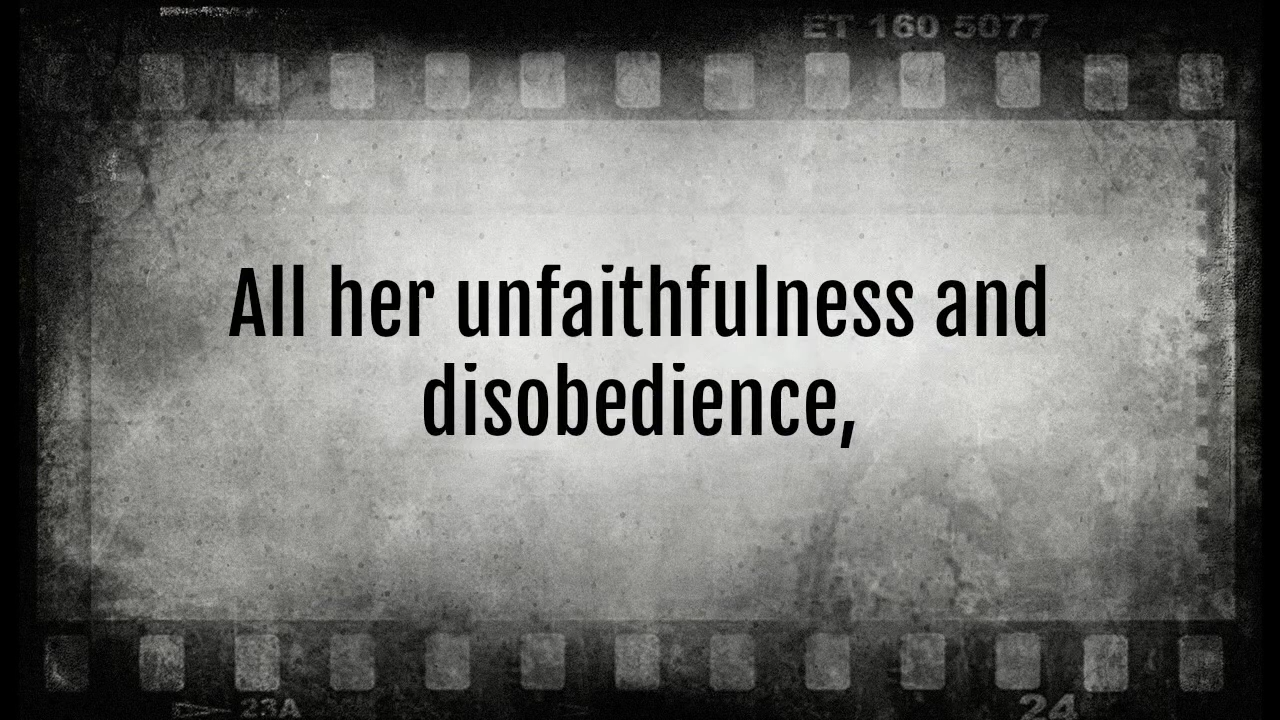 ET 160 5077
All her unfaithfulness and
disobedience,
23A
24